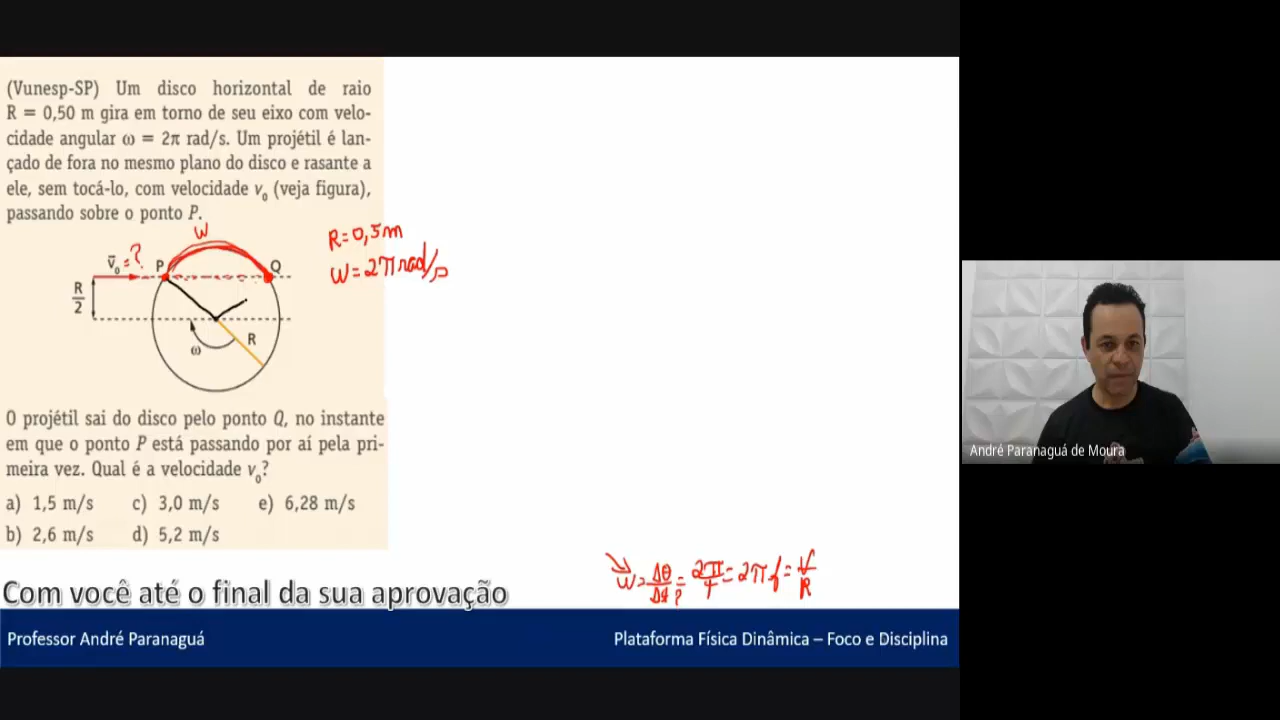 (Vunesp-SP) Um disco horizontal de raio
R = 0,50 m gira em torno de seu eixo com velo-
cidade angular ω = 2π rad/s. Um projétil é lan-
çado de fora no mesmo plano do disco e rasante a
ele, sem tocá-lo, com velocidade v₀ (veja figura),
passando sobre o ponto P.
W
R=0,5m
v₀ =?
P
Q
W=2π rad/s
R/2
R
ω
O projétil sai do disco pelo ponto Q, no instante
em que o ponto P está passando por aí pela pri-
meira vez. Qual é a velocidade v₀?
a) 1,5 m/s c) 3,0 m/s e) 6,28 m/s
b) 2,6 m/s d) 5,2 m/s
W=Δθ/Δt=2π/T=2πf=V/R
P
Com você até o final da sua aprovação
Professor André Paranaguá
Plataforma Física Dinâmica – Foco e Disciplina
André Paranaguá de Moura